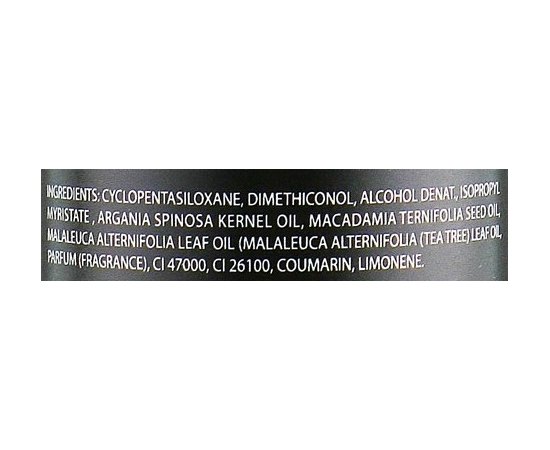 INGREDIENTS: CYCLOPENTASILOXANE, DIMETHICONOL, ALCOHOL DENAT., ISOPROPYL
MYRISTATE , ARGANIA SPINOSA KERNEL OIL, MACADAMIA TERNIFOLIA SEED OIL,
MALALEUCA ALTERNIFOLIA LEAF OIL (MALALEUCA ALTERNIFOLIA (TEA TREE) LEAF OIL,
PARFUM (FRAGRANCE), CI 47000, CI 26100, COUMARIN, LIMONENE.